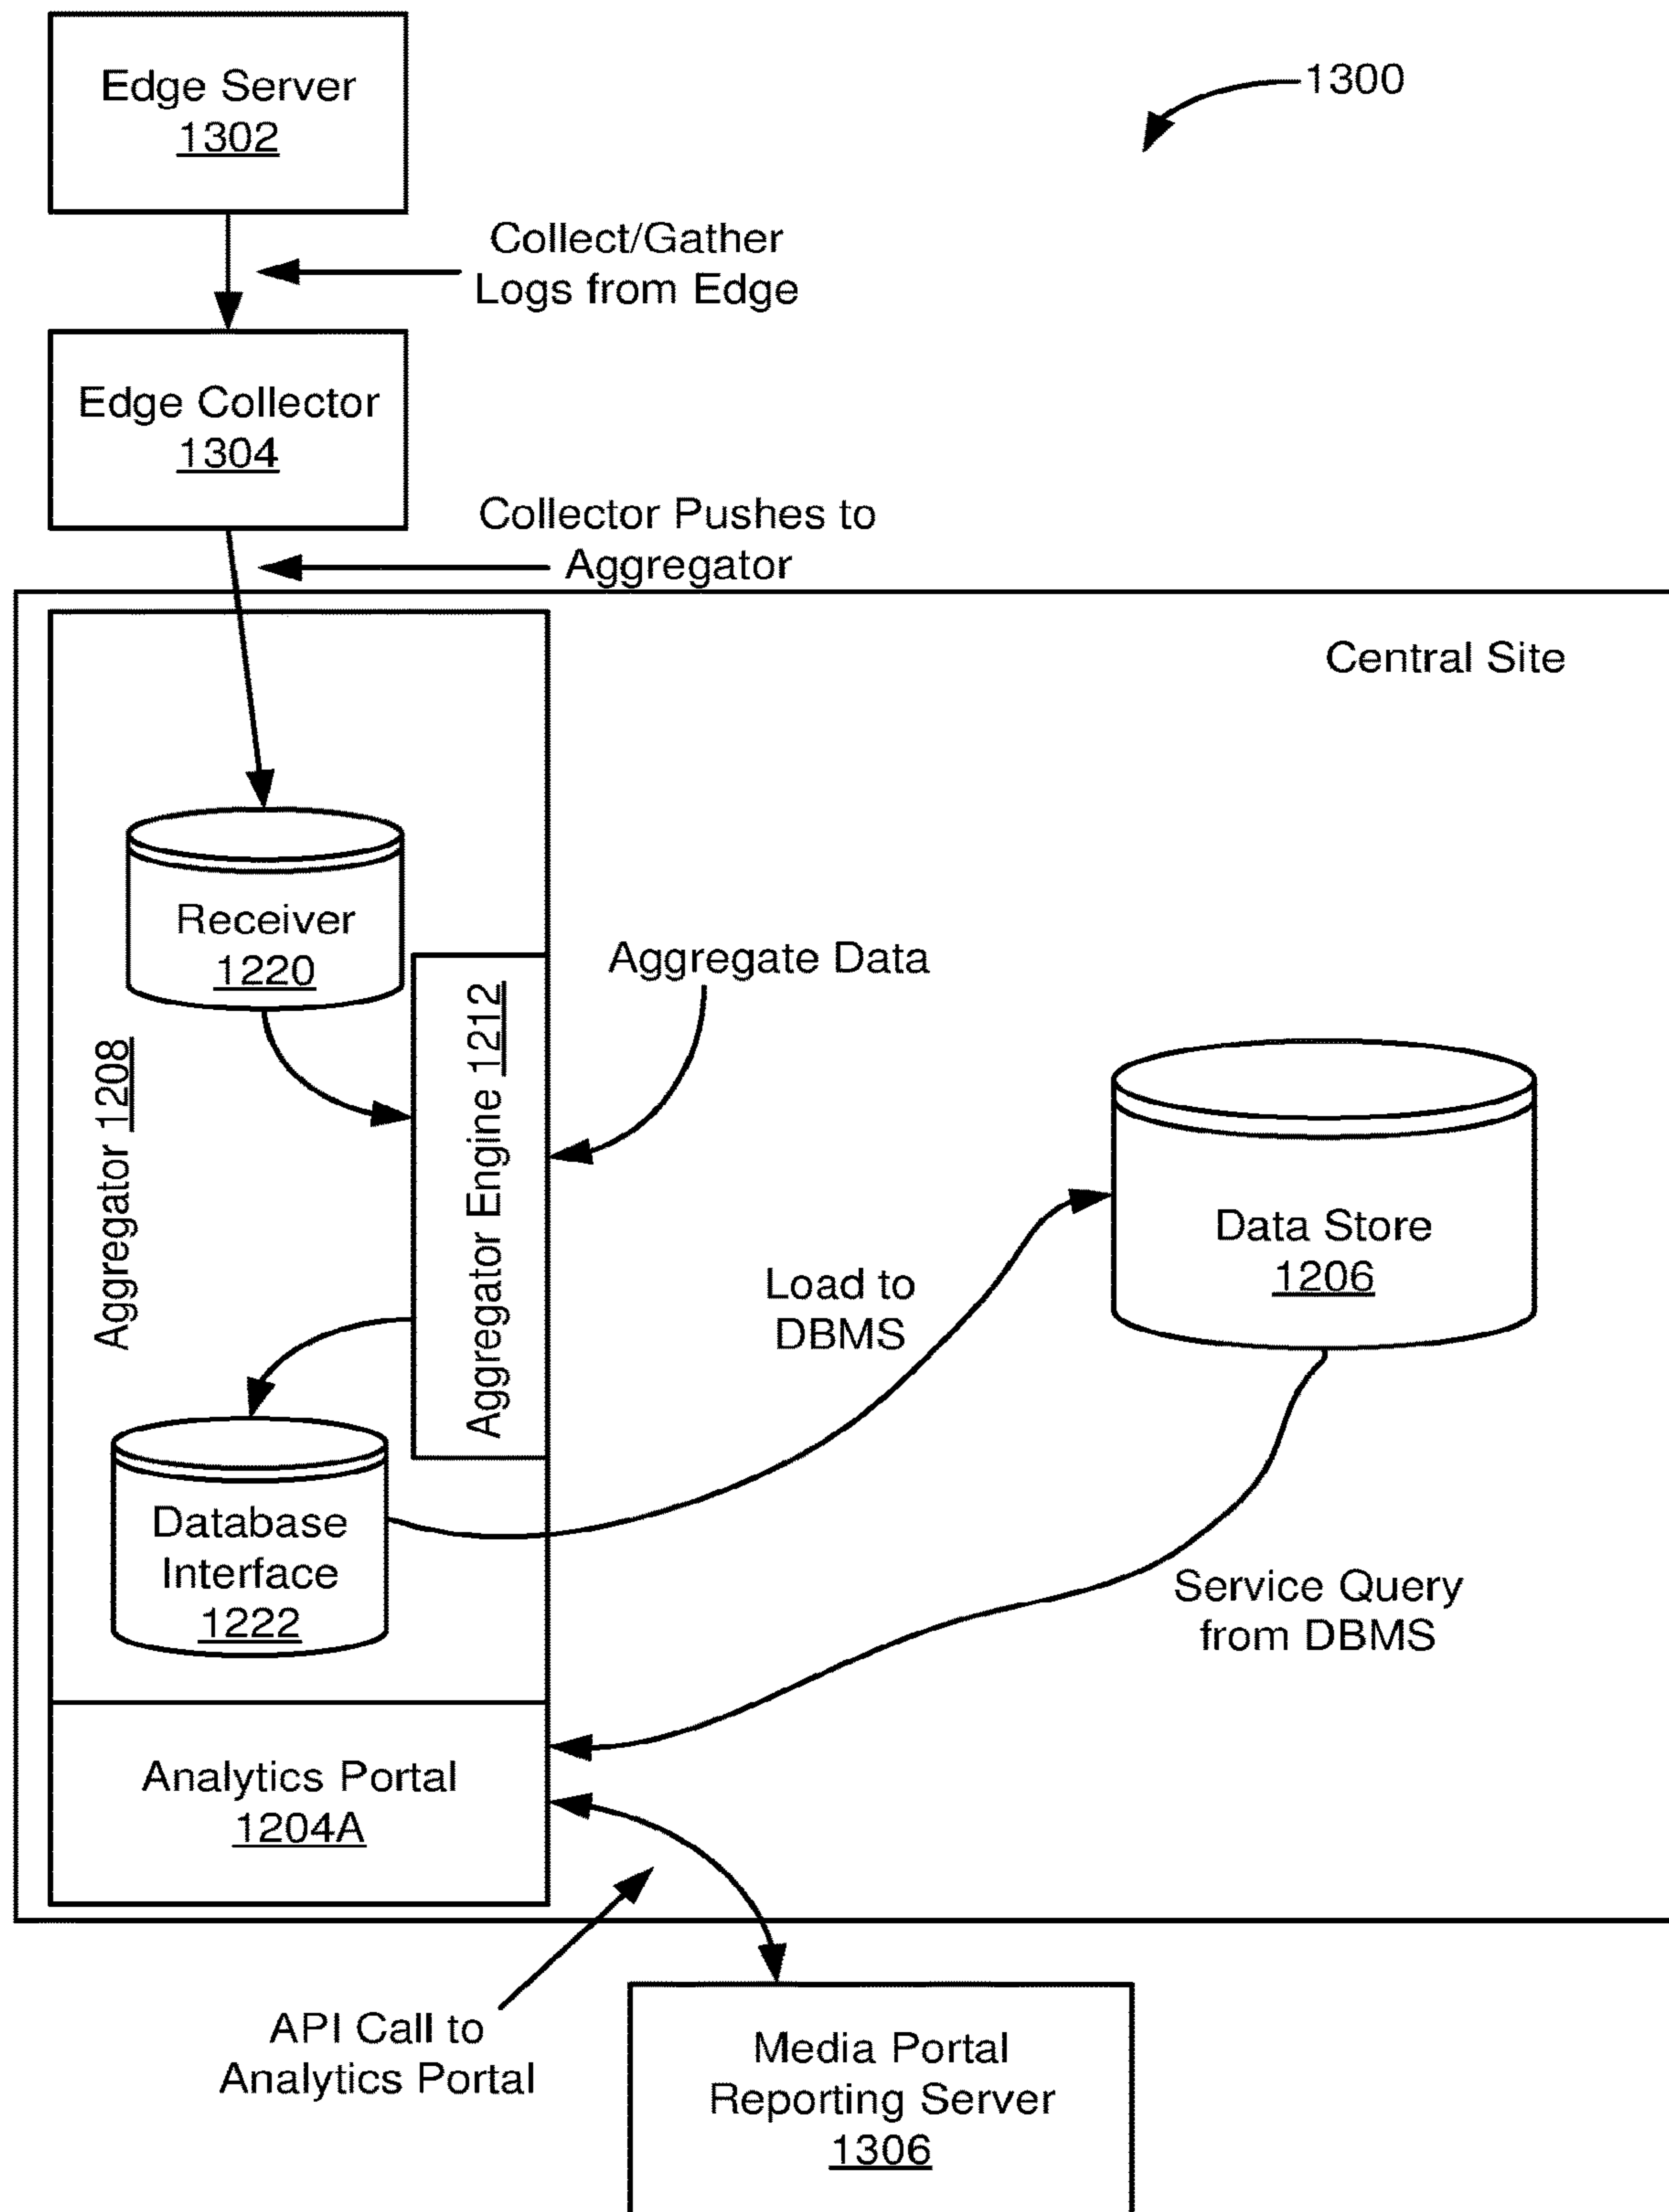 Edge Server
1302
1300
Collect/Gather
Logs from Edge
Edge Collector
1304
Collector Pushes to
Aggregator
Central Site
Receiver
1220
Aggregate Data
Aggregator Engine 1212
Aggregator 1208
Data Store
1206
Load to
DBMS
Database
Interface
1222
Service Query
from DBMS
Analytics Portal
1204A
API Call to
Analytics Portal
Media Portal
Reporting Server
1306